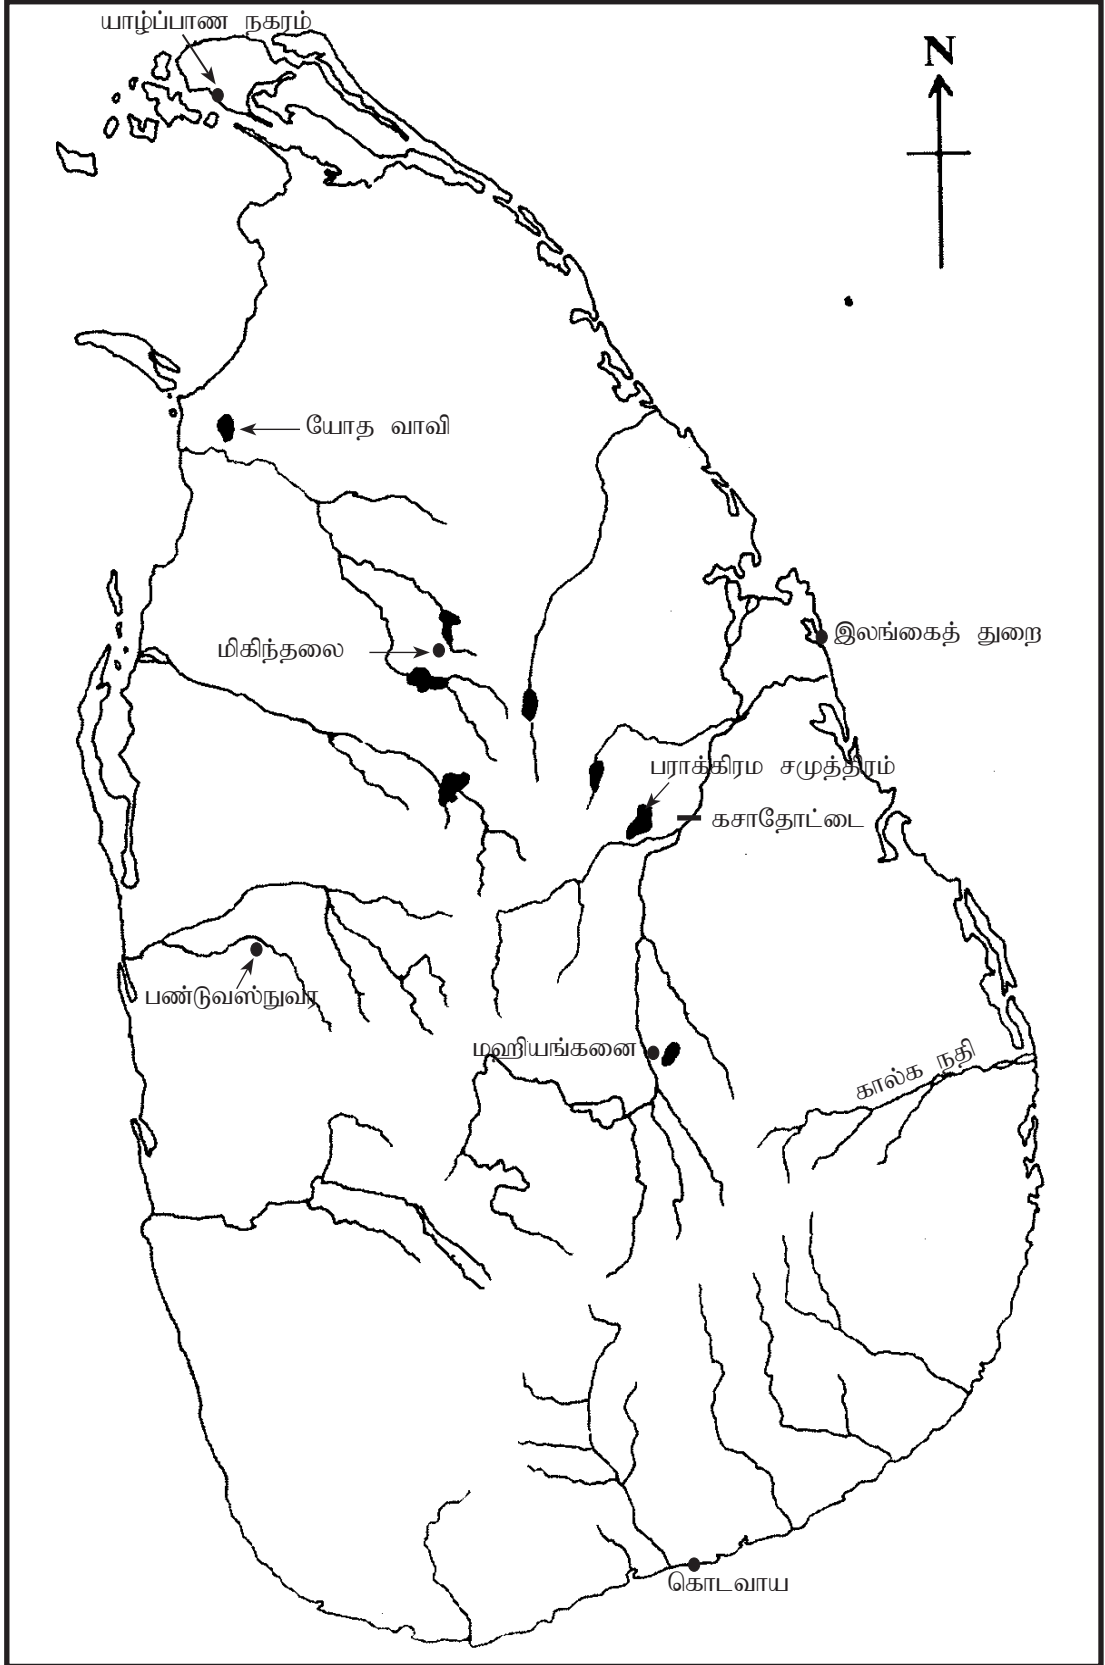 யாழ்ப்பாண நகரம்
N
யோத வாவி
இலங்கைத் துறை
மிகிந்தலை
பராக்கிரம சமுத்திரம்
கசாதோட்டை
பண்டுவஸ்நுவர
மஹியங்கனை
கால்க நதி
கொடவாய